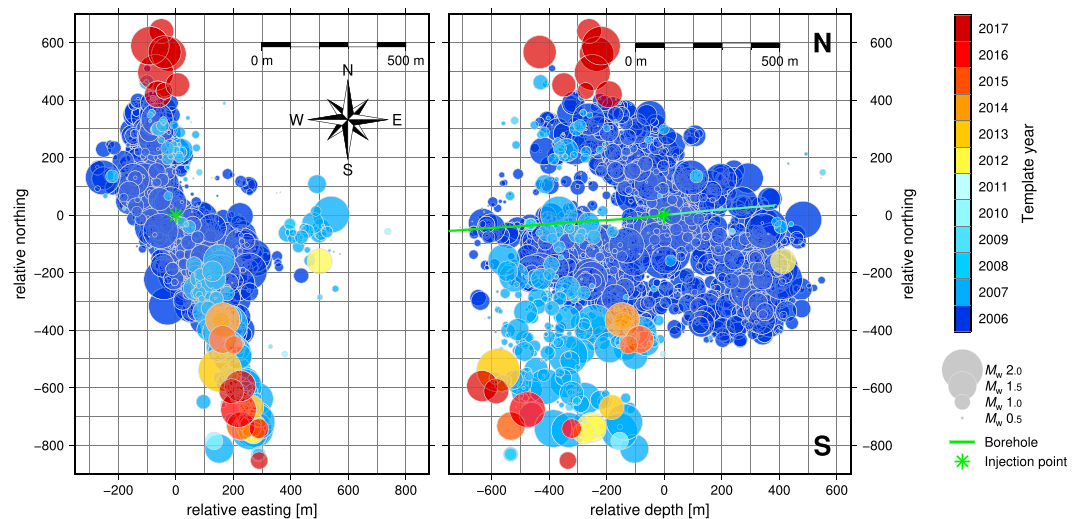 600
400
200
0
−200
−400
−600
−800
relative northing
−200 0 200 400 600 800
relative easting [m]
0 m 500 m
N
W E
S
−600 −400 −200 0 200 400 600
relative depth [m]
0 m 500 m
N
S
600
400
200
0
−200
−400
−600
−800
relative northing
2017
2016
2015
2014
2013
2012
2011
2010
2009
2008
2007
2006
Template year
Mw 2.0
Mw 1.5
Mw 1.0
Mw 0.5
Borehole
Injection point